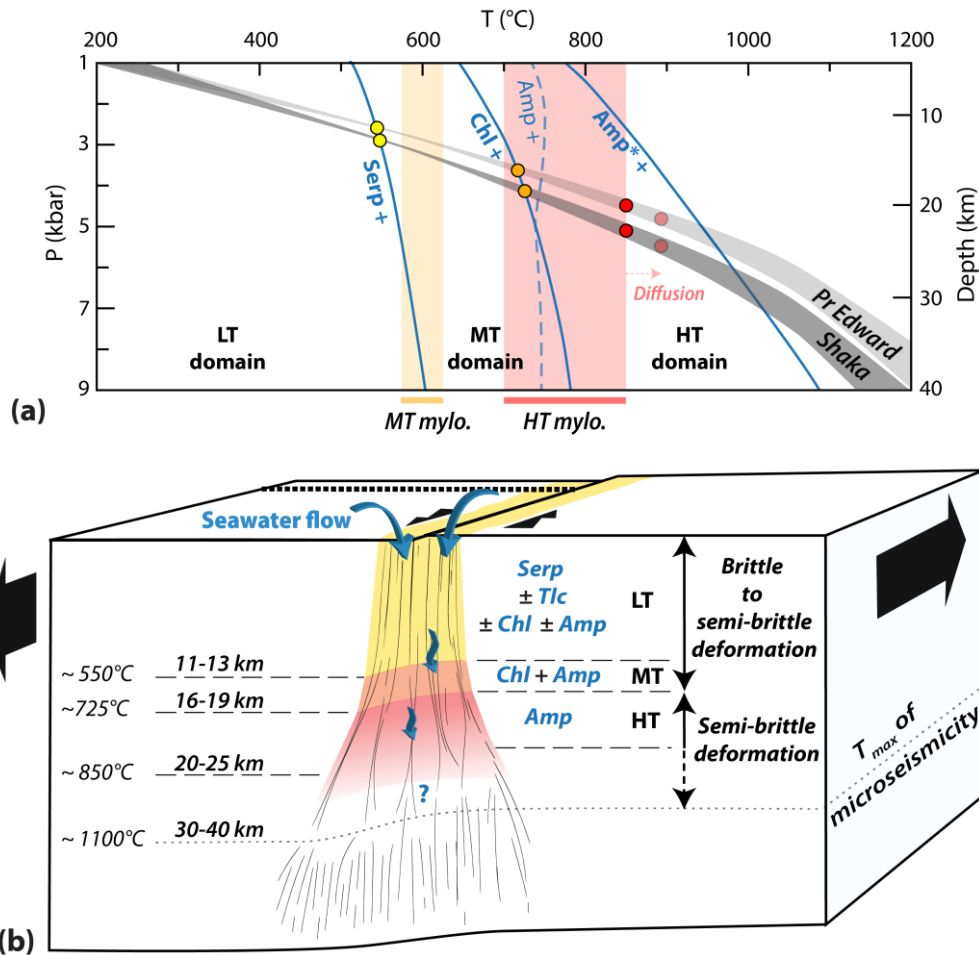 T (°C)
200 400 600 800 1000 1200
1
3
5
7
9
P (kbar)
10
20
30
40
Depth (km)
Serp +
Chl +
Amp +
Amp* +
Diffusion
LT
domain
MT
domain
HT
domain
Pr Edward
Shaka
(a)
MT mylo.
HT mylo.
Seawater flow
Serp
± Tlc
± Chl ± Amp
LT
Brittle
to
semi-brittle
deformation
~ 550°C
11-13 km
Chl + Amp
MT
~725°C
16-19 km
Amp
HT
Semi-brittle
deformation
~ 850°C
20-25 km
?
~ 1100°C
30-40 km
T max of
microseismicity
(b)